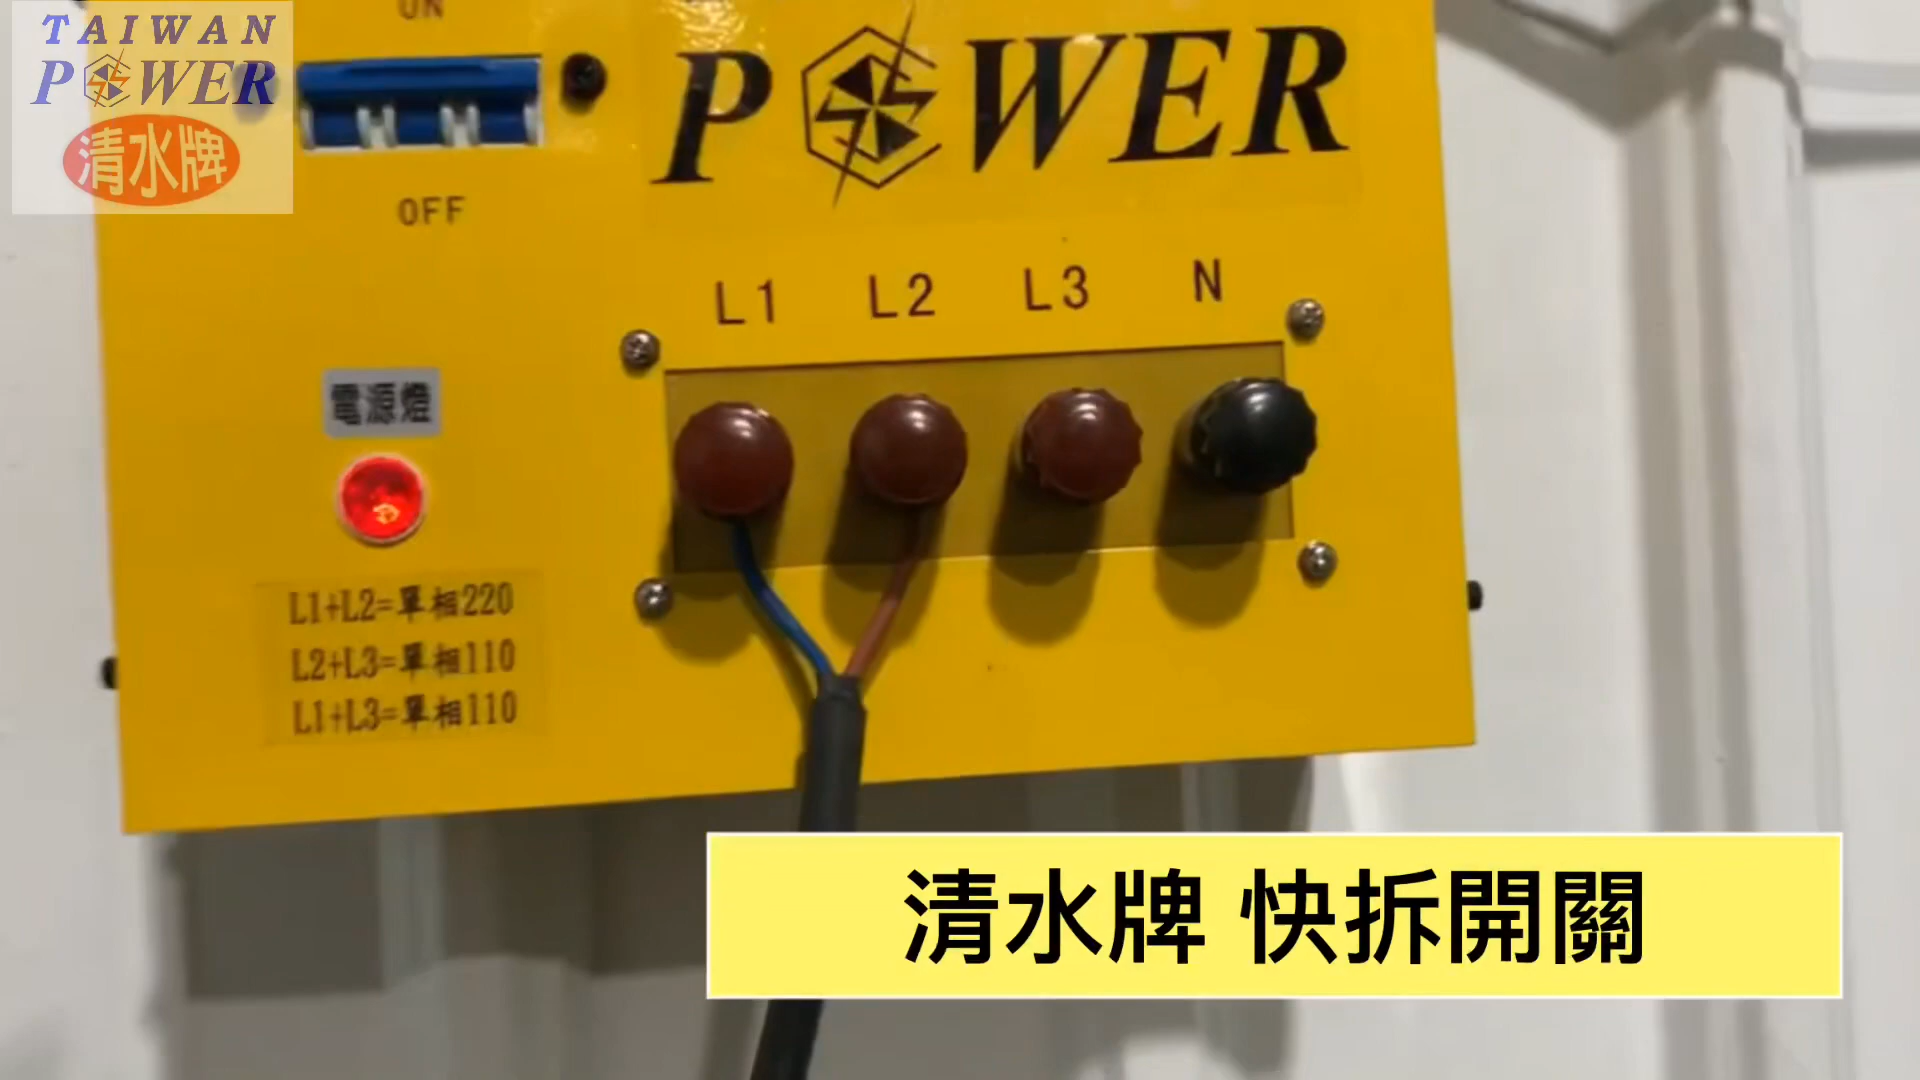 TAIWAN
POWER
清水牌
ON
OFF
POWER
L1 L2 L3 N
電源燈
L1+L2=單相220
L2+L3=單相110
L1+L3=單相110
清水牌 快拆開關